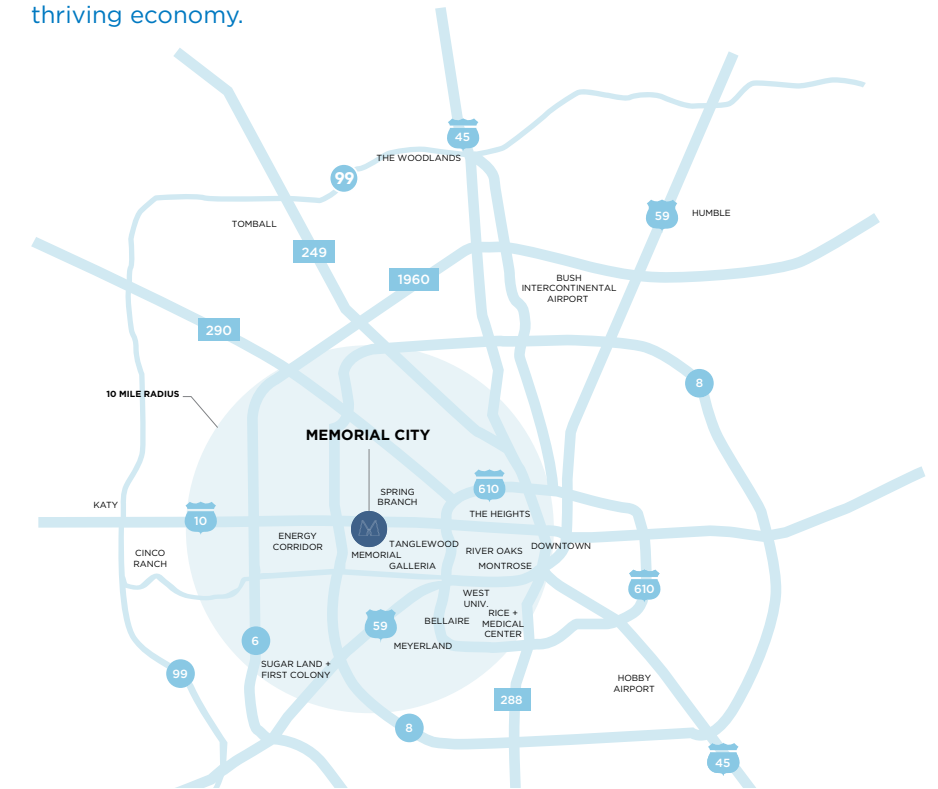 thriving economy.
45
THE WOODLANDS
99
59
HUMBLE
TOMBALL
249
1960
BUSH
INTERCONTINENTAL
AIRPORT
290
8
10 MILE RADIUS
MEMORIAL CITY
610
SPRING
BRANCH
KATY
10
THE HEIGHTS
ENERGY
CORRIDOR
TANGLEWOOD
DOWNTOWN
RIVER OAKS
MEMORIAL
CINCO
RANCH
GALLERIA
MONTROSE
610
WEST
UNIV.
RICE +
MEDICAL
CENTER
BELLAIRE
59
6
MEYERLAND
SUGAR LAND +
FIRST COLONY
99
HOBBY
AIRPORT
288
8
45